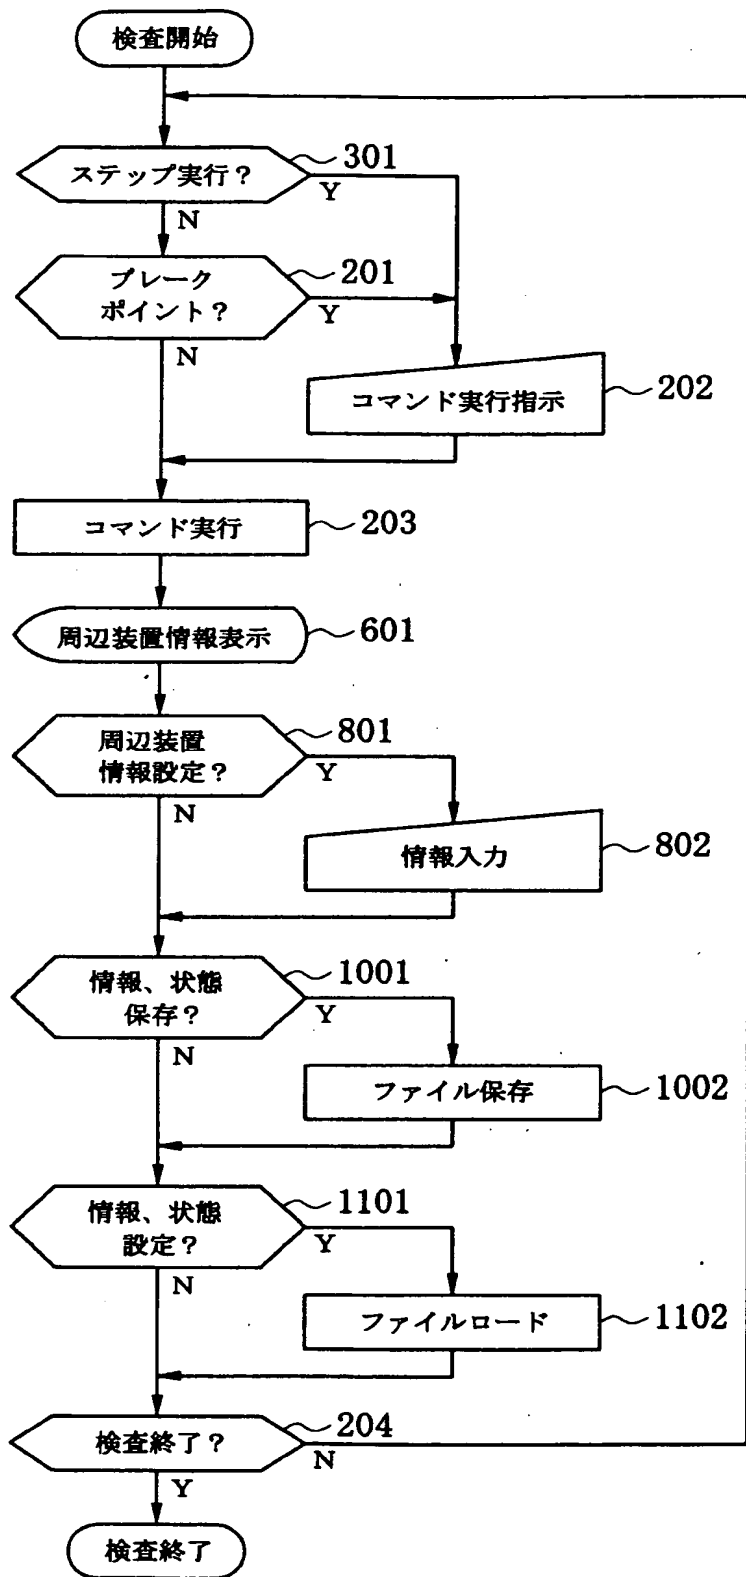 検査開始
ステップ実行？
301
Y
N
ブレーク
ポイント？
201
Y
N
コマンド実行指示
202
コマンド実行
203
周辺装置情報表示
601
周辺装置
情報設定？
801
Y
N
情報入力
802
情報、状態
保存？
1001
Y
N
ファイル保存
1002
情報、状態
設定？
1101
Y
N
ファイルロード
1102
検査終了？
204
N
Y
検査終了